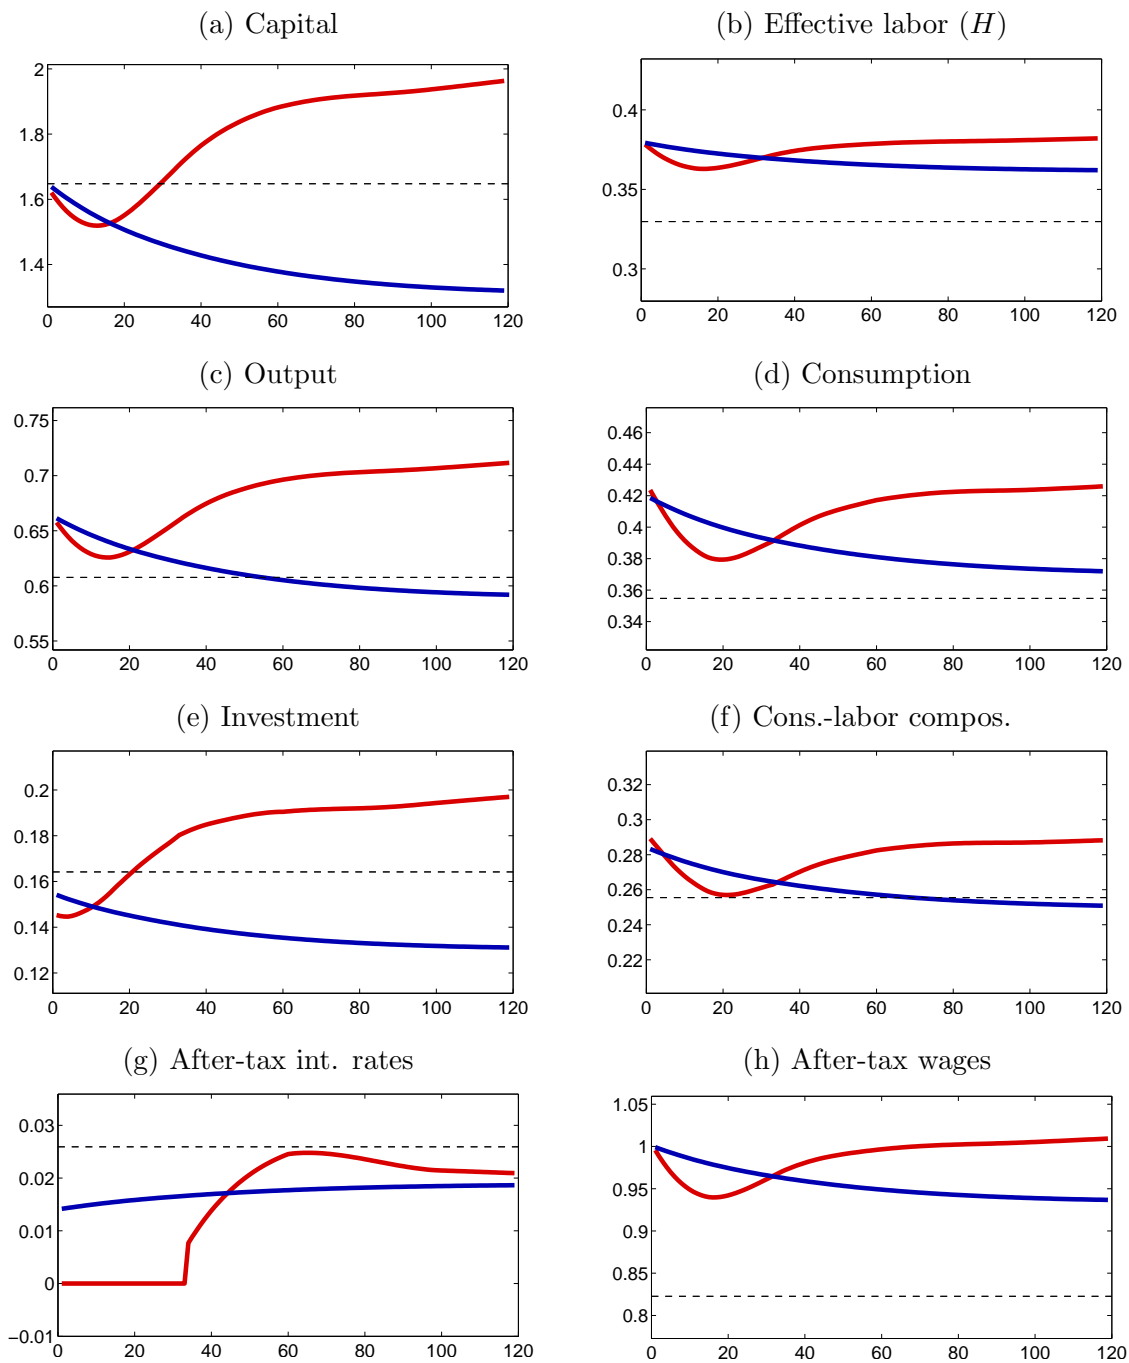 (a) Capital
(b) Effective labor (H)
2
1.8
1.6
1.4
0 20 40 60 80 100 120
0.4
0.35
0.3
0 20 40 60 80 100 120
(c) Output
(d) Consumption
0.75
0.7
0.65
0.6
0.55
0 20 40 60 80 100 120
0.46
0.44
0.42
0.4
0.38
0.36
0.34
0 20 40 60 80 100 120
(e) Investment
(f) Cons.-labor compos.
0.2
0.18
0.16
0.14
0.12
0 20 40 60 80 100 120
0.32
0.3
0.28
0.26
0.24
0.22
0 20 40 60 80 100 120
(g) After-tax int. rates
(h) After-tax wages
0.03
0.02
0.01
0
−0.01
0 20 40 60 80 100 120
1.05
1
0.95
0.9
0.85
0.8
0 20 40 60 80 100 120